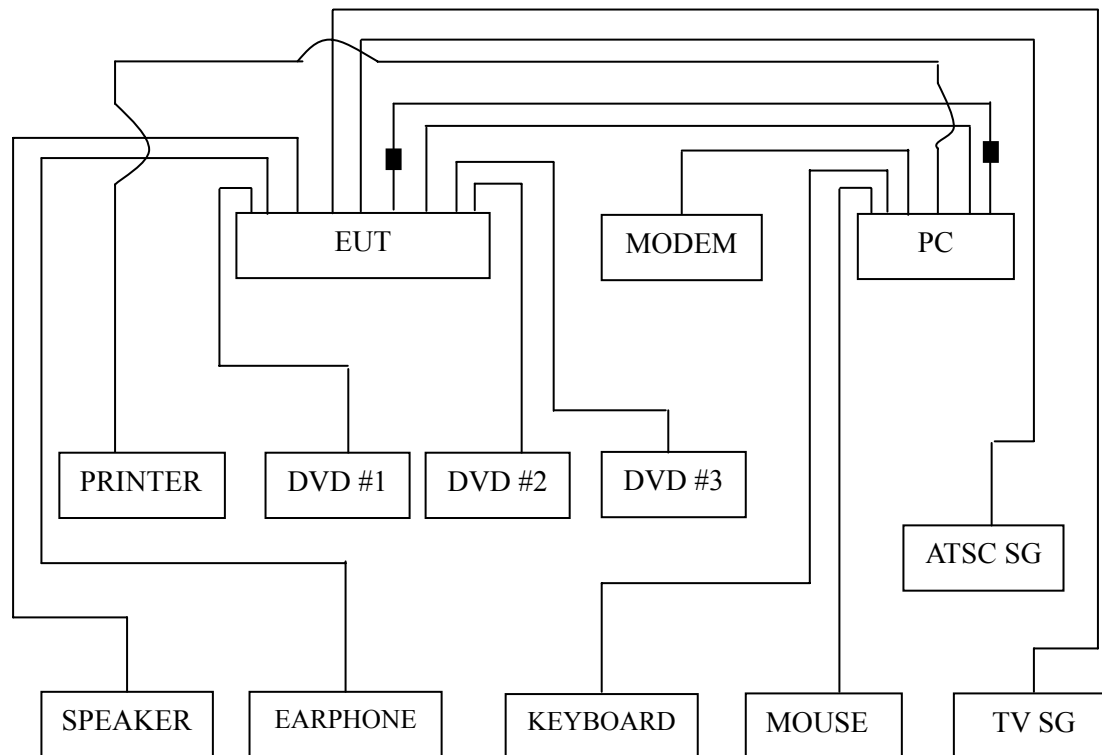 EUT
MODEM
PC
PRINTER
DVD #1
DVD #2
DVD #3
ATSC SG
SPEAKER
EARPHONE
KEYBOARD
MOUSE
TV SG